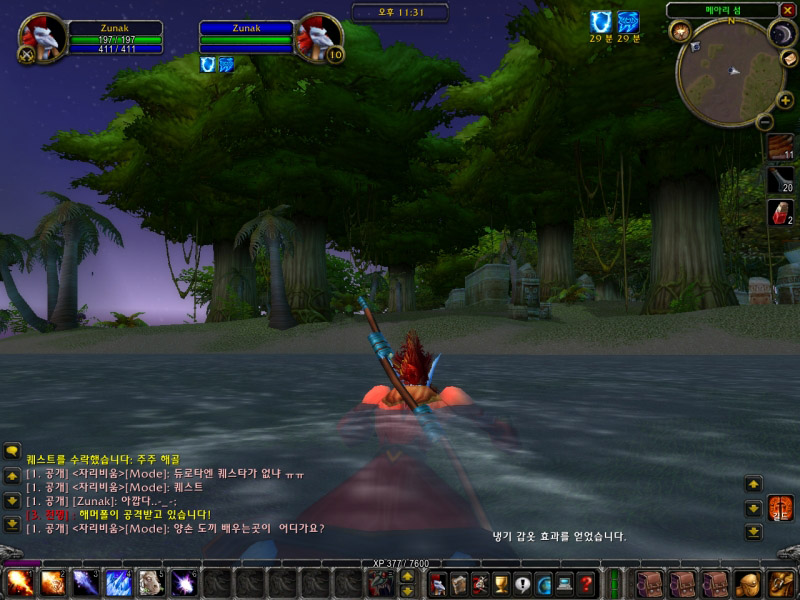 Zunak
197 / 197
411 / 411
Zunak
10
오후 11:31
29 분 29 분
메아리 섬
N
11
20
2
퀘스트를 수락했습니다: 주주 해골
[1. 공개] <자리비움>[Mode]: 듀로타엔 퀘스타가 없냐 ㅠㅠ
[1. 공개] <자리비움>[Mode]: 퀘스트
[1. 공개] [Zunak]: 아깝다..-_-;
해머폴이 공격받고 있습니다!
[1. 공개] <자리비움>[Mode]: 양손 도끼 배우는곳이 어디가요?
냉기 갑옷 효과를 얻었습니다.
길드
XP 377 / 7600